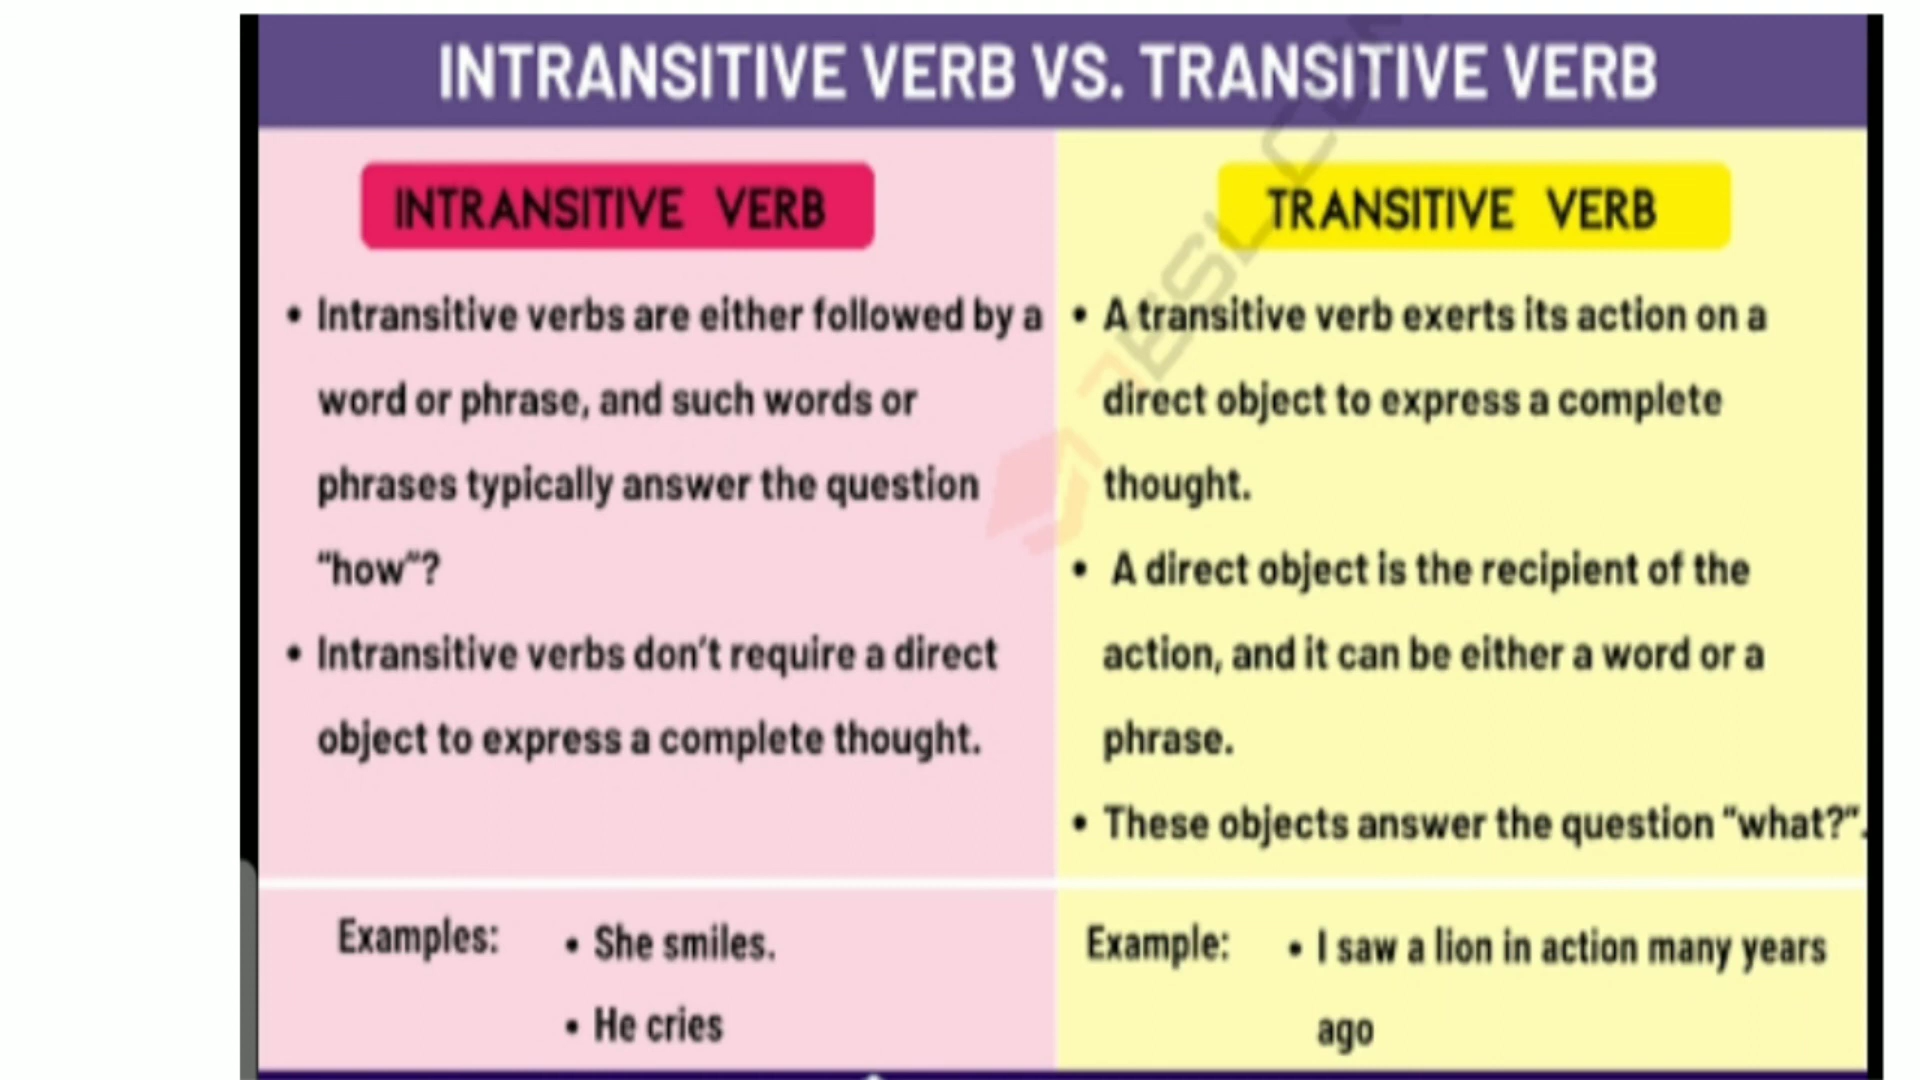 INTRANSITIVE VERB VS. TRANSITIVE VERB
INTRANSITIVE VERB
• Intransitive verbs are either followed by a
word or phrase, and such words or
phrases typically answer the question
“how”?
• Intransitive verbs don’t require a direct
object to express a complete thought.
Examples:
• She smiles.
• He cries
TRANSITIVE VERB
• A transitive verb exerts its action on a
direct object to express a complete
thought.
• A direct object is the recipient of the
action, and it can be either a word or a
phrase.
• These objects answer the question “what?”.
Example:
• I saw a lion in action many years
ago
7ESL.COM